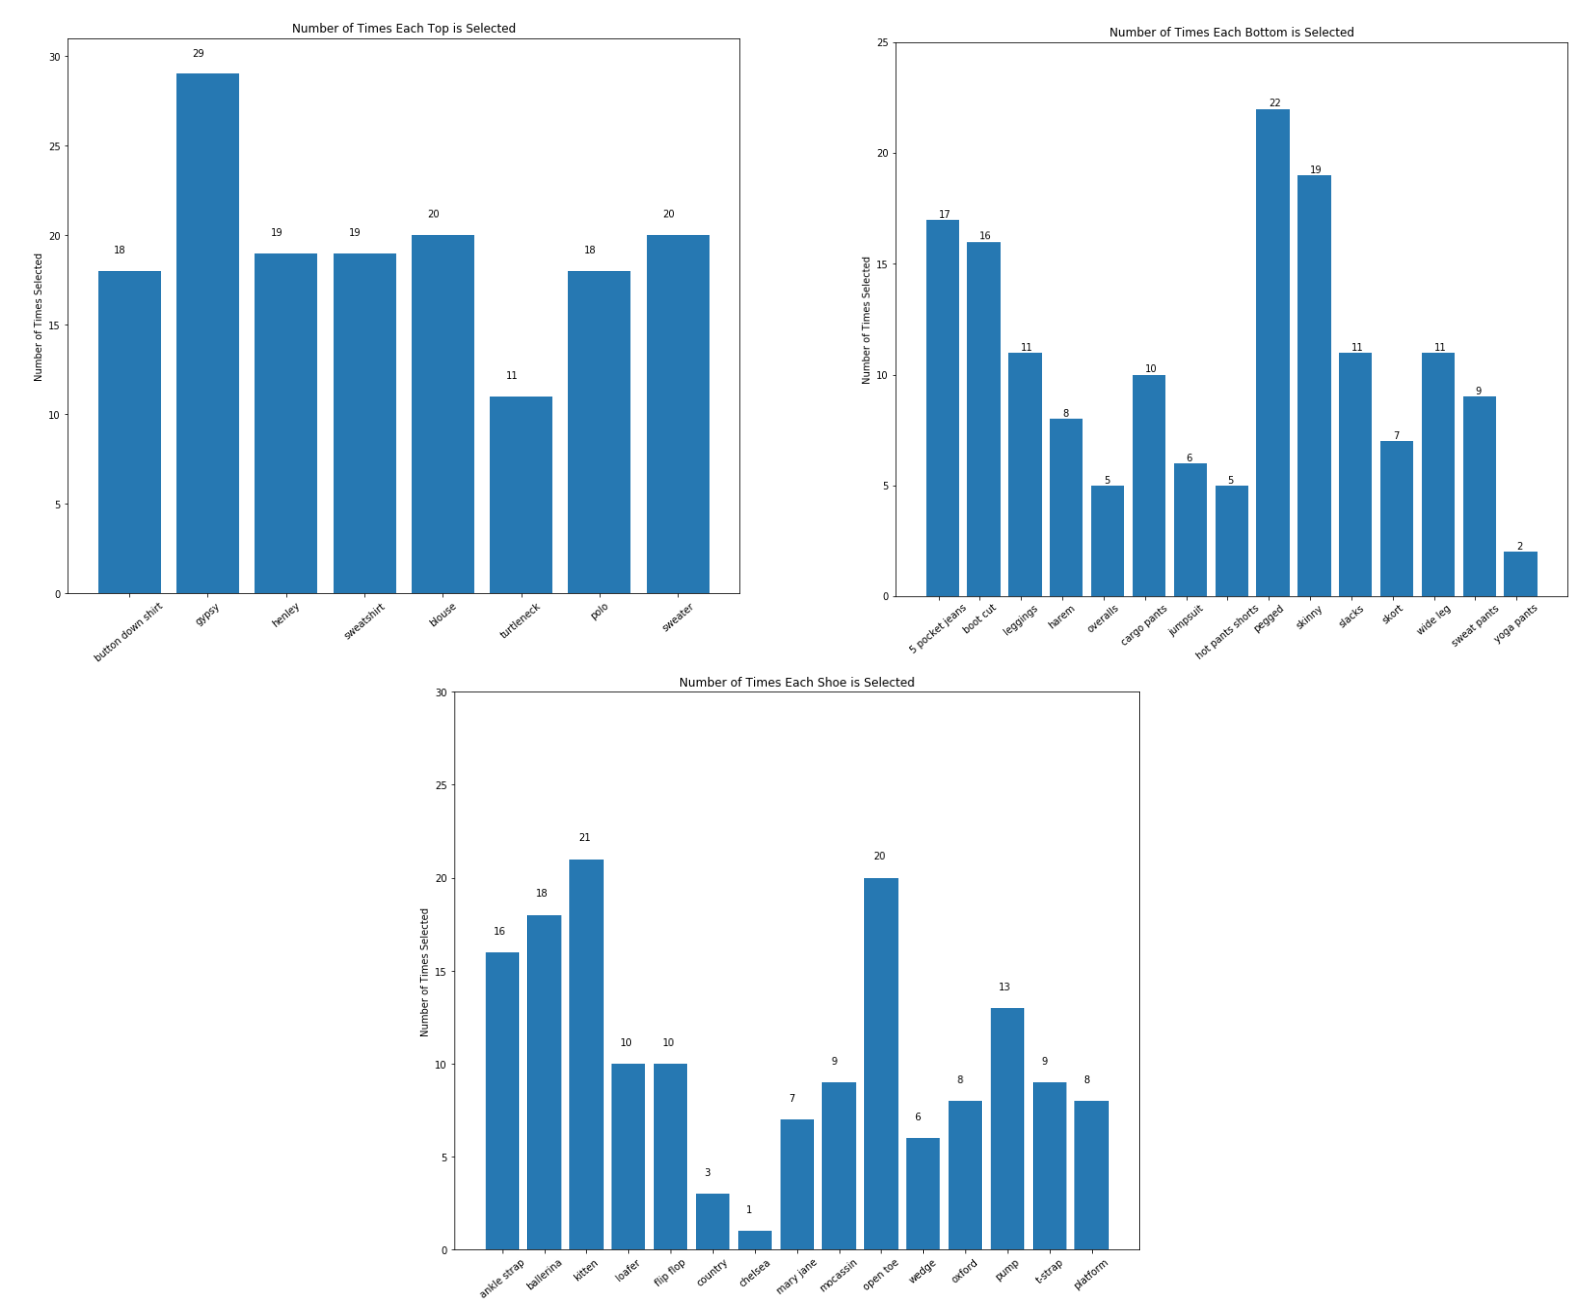 Number of Times Each Top is Selected
Number of Times Selected
30
25
20
15
10
5
0
18
29
19
19
20
11
18
20
button down shirt
gypsy
henley
sweatshirt
blouse
turtleneck
polo
sweater
Number of Times Each Bottom is Selected
Number of Times Selected
25
20
15
10
5
0
17
16
11
8
5
10
6
5
22
19
11
7
11
9
2
5 pocket jeans
boot cut
leggings
harem
overalls
cargo pants
jumpsuit
hot pants shorts
pegged
skinny
slacks
skort
wide leg
sweat pants
yoga pants
Number of Times Each Shoe is Selected
Number of Times Selected
30
25
20
15
10
5
0
16
18
21
10
10
3
1
7
9
20
6
8
13
9
8
ankle strap
ballerina
kitten
loafer
flip flop
country
chelsea
mary jane
mocassin
open toe
wedge
oxford
pump
t-strap
platform